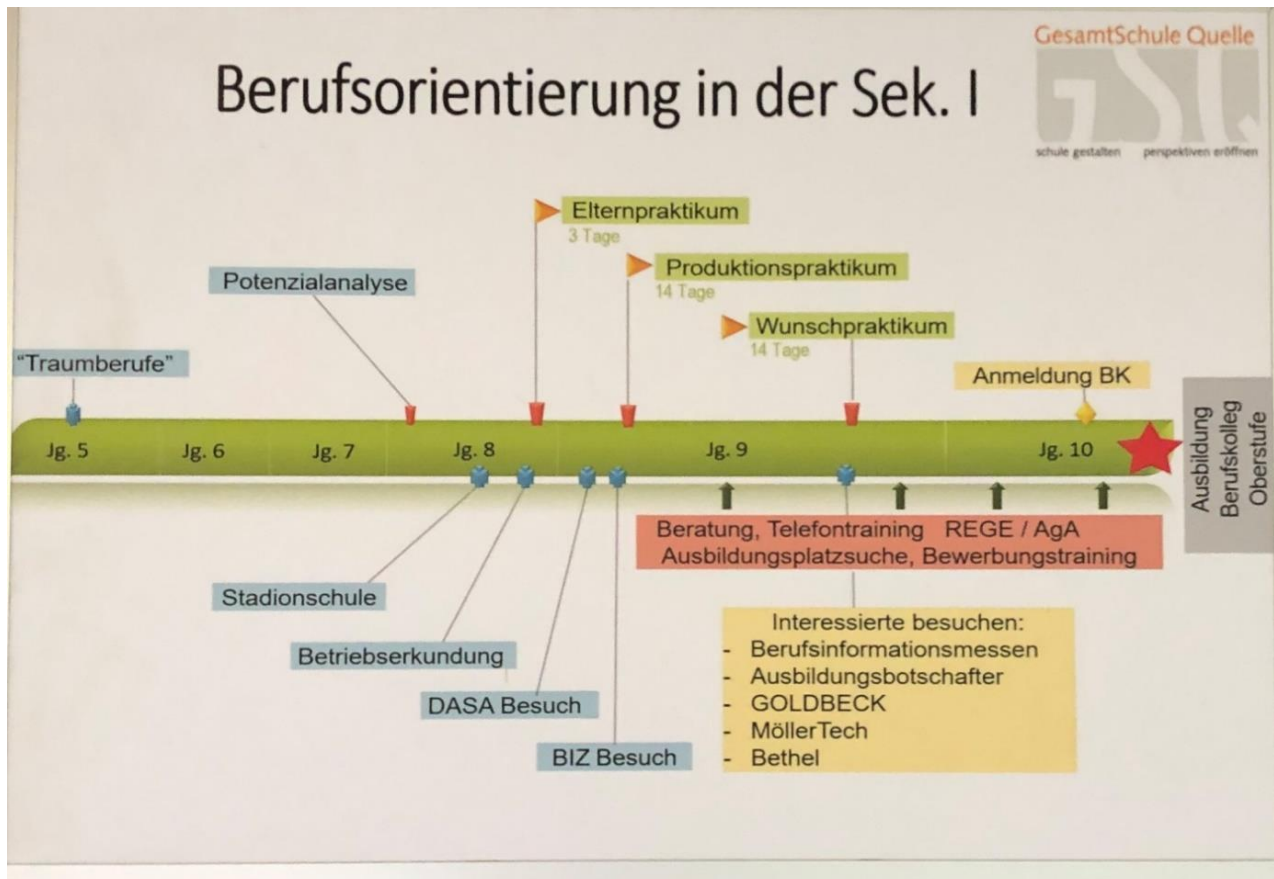 GesamtSchule Quelle
GSQ
schule gestalten perspektiven eröffnen
Berufsorientierung in der Sek. I
Elternpraktikum
3 Tage
Produktionspraktikum
14 Tage
Potenzialanalyse
Wunschpraktikum
14 Tage
"Traumberufe"
Anmeldung BK
Jg. 5
Jg. 6
Jg. 7
Jg. 8
Jg. 9
Jg. 10
Ausbildung
Berufskolleg
Oberstufe
Beratung, Telefontraining REGE / AgA
Ausbildungsplatzsuche, Bewerbungstraining
Stadionschule
Betriebserkundung
DASA Besuch
BIZ Besuch
Interessierte besuchen:
- Berufsinformationsmessen
- Ausbildungsbotschafter
- GOLDBECK
- MöllerTech
- Bethel